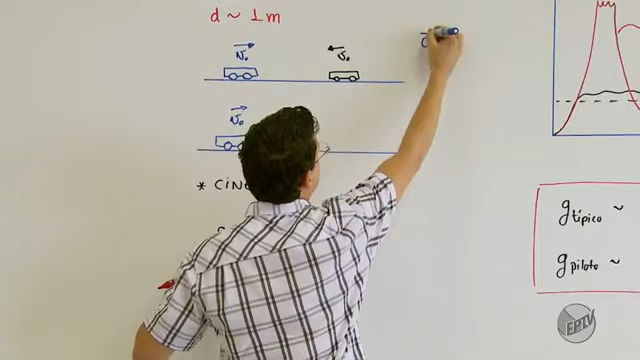 d ~ 1 m
v₀
v₀
v₀
* CIN
g típico ~
g piloto ~
EPTV